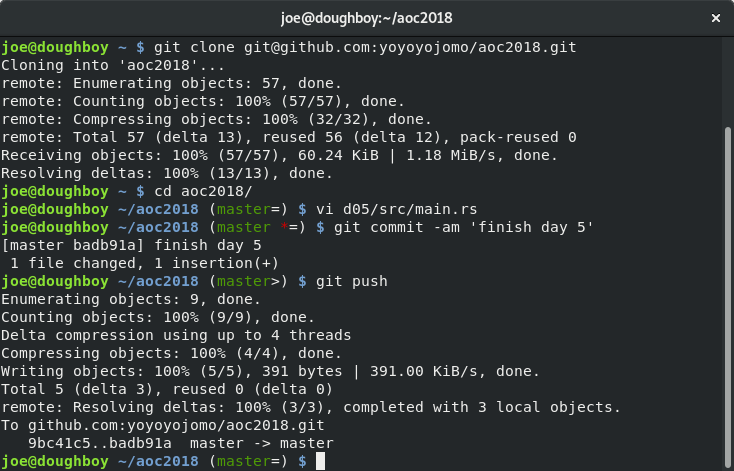 joe@doughboy:~/aoc2018
×
joe@doughboy ~ $ git clone git@github.com:yoyoyojomo/aoc2018.git
Cloning into 'aoc2018'...
remote: Enumerating objects: 57, done.
remote: Counting objects: 100% (57/57), done.
remote: Compressing objects: 100% (32/32), done.
remote: Total 57 (delta 13), reused 56 (delta 12), pack-reused 0
Receiving objects: 100% (57/57), 60.24 KiB | 1.18 MiB/s, done.
Resolving deltas: 100% (13/13), done.
joe@doughboy ~ $ cd aoc2018/
joe@doughboy ~/aoc2018 (master=) $ vi d05/src/main.rs
joe@doughboy ~/aoc2018 (master *=) $ git commit -am 'finish day 5'
[master badb91a] finish day 5
 1 file changed, 1 insertion(+)
joe@doughboy ~/aoc2018 (master>) $ git push
Enumerating objects: 9, done.
Counting objects: 100% (9/9), done.
Delta compression using up to 4 threads
Compressing objects: 100% (4/4), done.
Writing objects: 100% (5/5), 391 bytes | 391.00 KiB/s, done.
Total 5 (delta 3), reused 0 (delta 0)
remote: Resolving deltas: 100% (3/3), completed with 3 local objects.
To github.com:yoyoyojomo/aoc2018.git
   9bc41c5..badb91a  master -> master
joe@doughboy ~/aoc2018 (master=) $